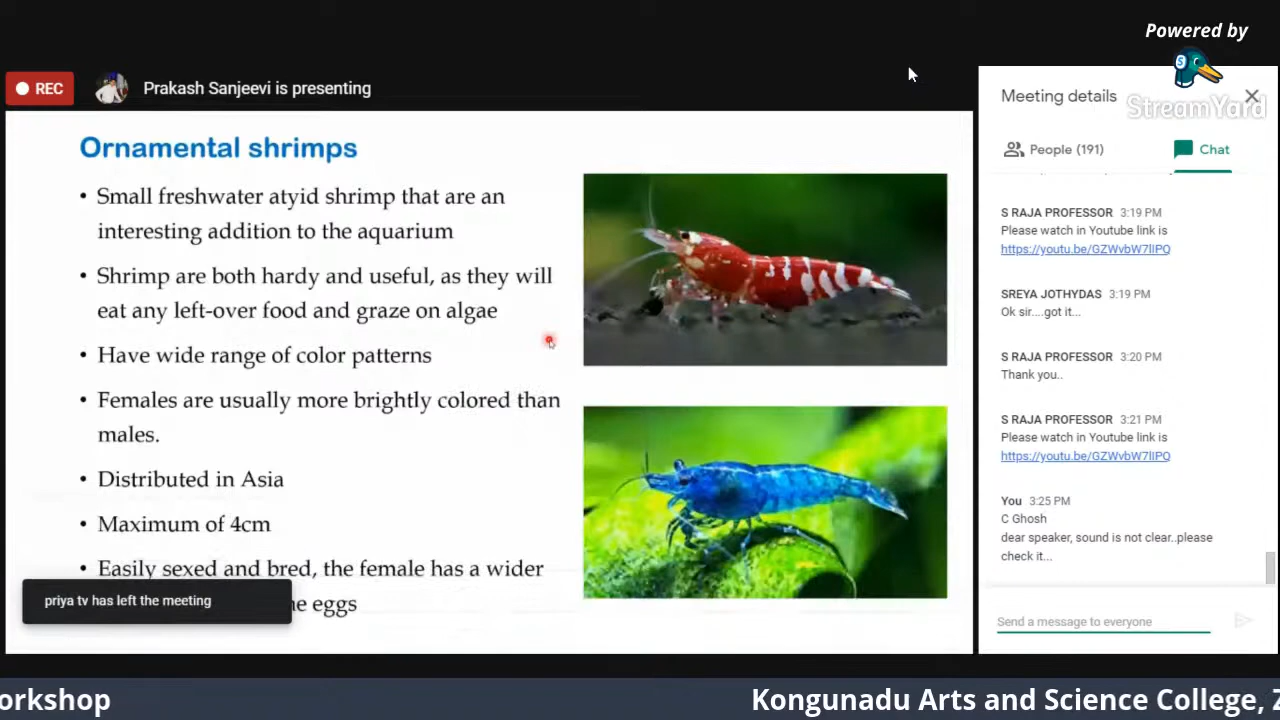 Powered by
StreamYard
REC
Prakash Sanjeevi is presenting
Ornamental shrimps
• Small freshwater atyid shrimp that are an
interesting addition to the aquarium
• Shrimp are both hardy and useful, as they will
eat any left-over food and graze on algae
• Have wide range of color patterns
• Females are usually more brightly colored than
males.
• Distributed in Asia
• Maximum of 4cm
• Easily sexed and bred, the female has a wider
eggs
priya tv has left the meeting
Meeting details
People (191)
Chat
S RAJA PROFESSOR 3:19 PM
Please watch in Youtube link is
https://youtu.be/GZWvbW7lIPQ
SREYA JOTHYDAS 3:19 PM
Ok sir....got it...
S RAJA PROFESSOR 3:20 PM
Thank you..
S RAJA PROFESSOR 3:21 PM
Please watch in Youtube link is
https://youtu.be/GZWvbW7lIPQ
You 3:25 PM
C Ghosh
dear speaker, sound is not clear..please
check it...
Send a message to everyone
orkshop
Kongunadu Arts and Science College,